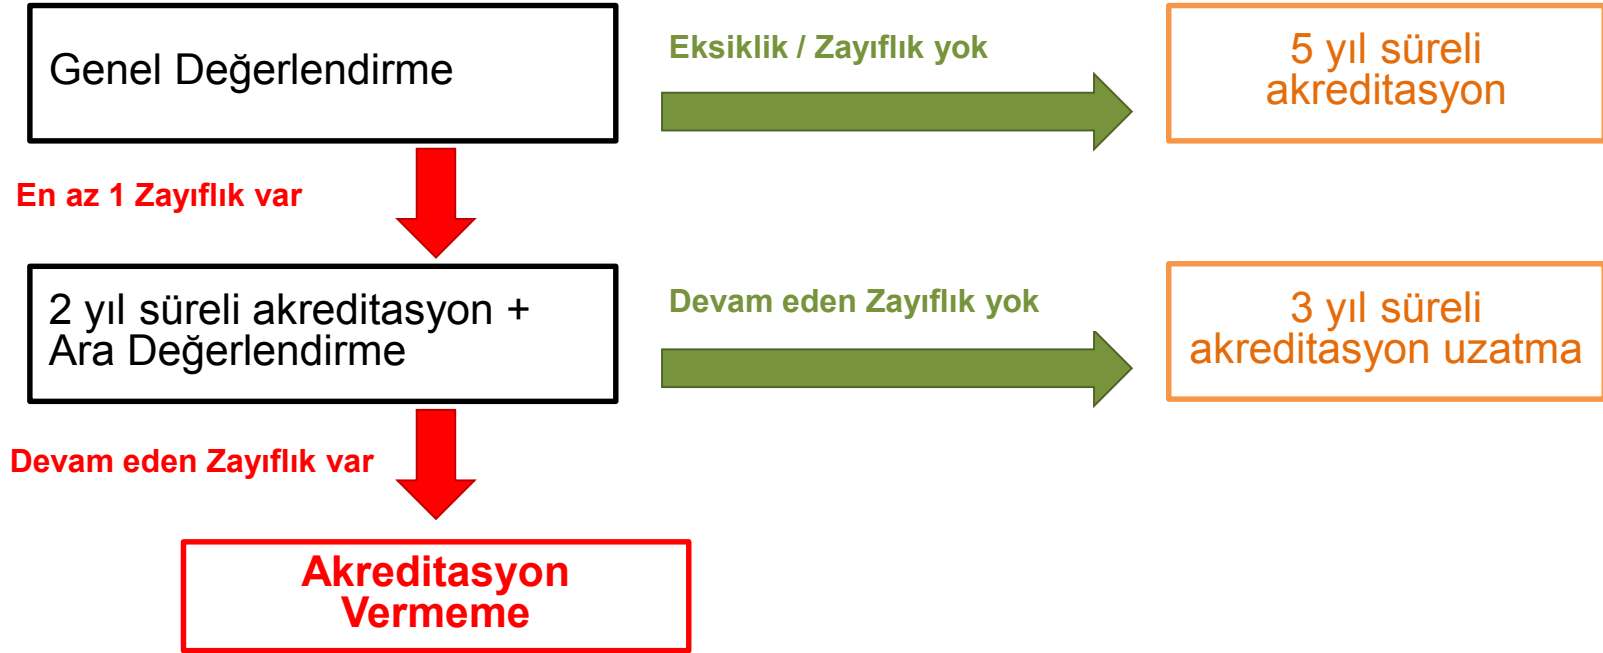 Genel Değerlendirme
Eksiklik / Zayıflık yok
5 yıl süreli
akreditasyon
En az 1 Zayıflık var
2 yıl süreli akreditasyon +
Ara Değerlendirme
Devam eden Zayıflık yok
3 yıl süreli
akreditasyon uzatma
Devam eden Zayıflık var
Akreditasyon
Vermeme